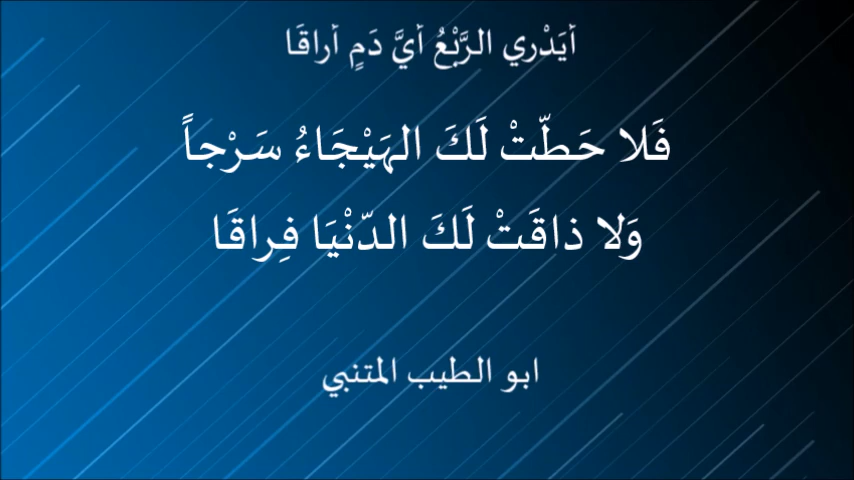 أيَدْري الرَّبْعُ أيَّ دَمٍ أراقَا
فَلا حَطّتْ لَكَ الهَيْجَاءُ سَرْجاً
وَلا ذاقَتْ لَكَ الدّنْيَا فِراقَا
ابو الطيب المتنبي